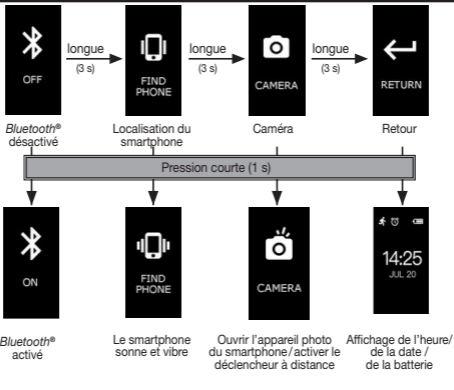 longue
longue
longue
(3 s)
(3 s)
(3 s)
OFF
FIND
PHONE
CAMERA
RETURN
Bluetooth®
désactivé
Localisation du
smartphone
Caméra
Retour
Pression courte (1 s)
14:25
JUL 20
ON
FIND
PHONE
CAMERA
Bluetooth®
activé
Le smartphone
sonne et vibre
Ouvrir l'appareil photo
du smartphone/activer le
déclencheur à distance
Affichage de l'heure/
de la date /
de la batterie